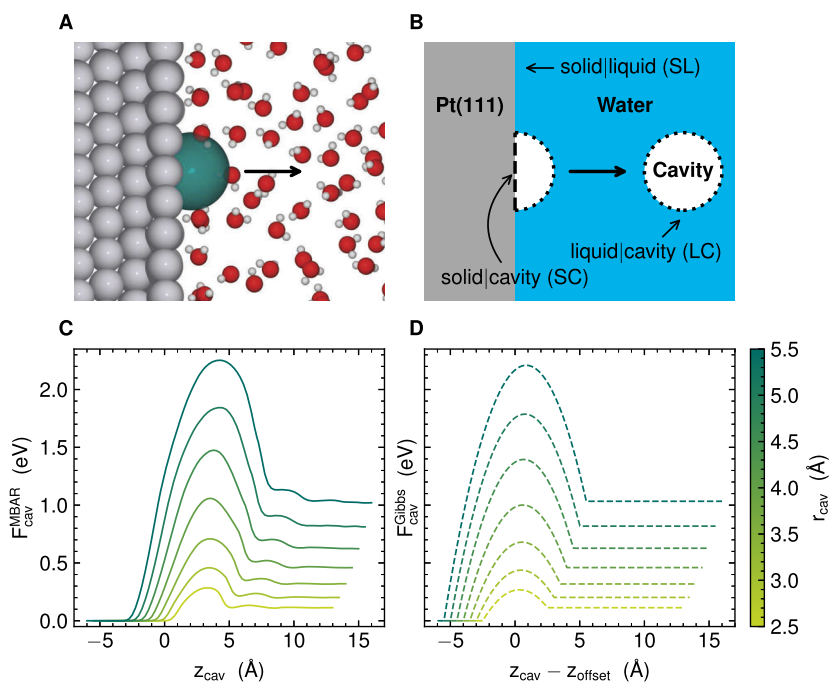 A
B
solid|liquid (SL)
Pt(111)
Water
Cavity
liquid|cavity (LC)
solid|cavity (SC)
C
D
F_cav^MBAR (eV)
2.0
1.5
1.0
0.5
0.0
−5 0 5 10 15
z_cav (Å)
F_cav^Gibbs (eV)
−5 0 5 10 15
z_cav − z_offset (Å)
5.5
5.0
4.5
4.0
3.5
3.0
2.5
r_cav (Å)